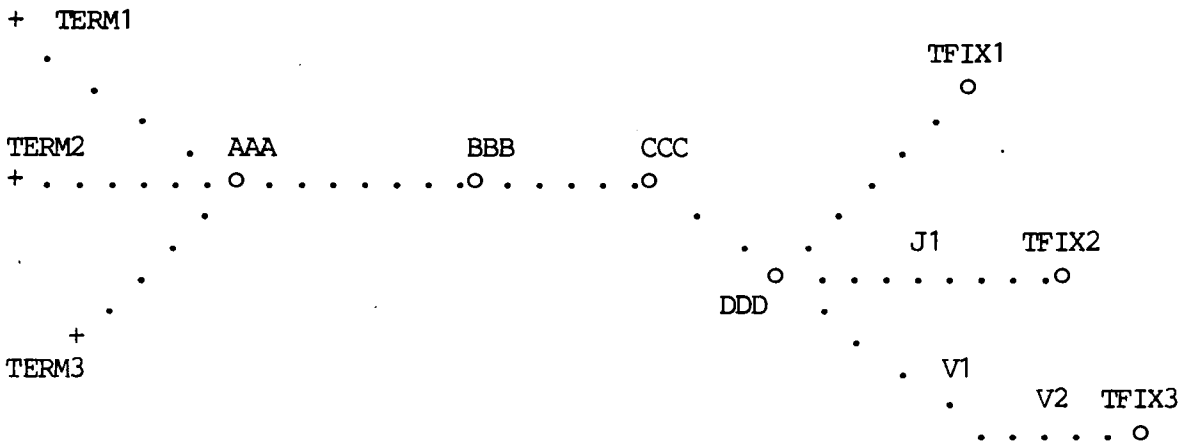 TERM1
TFIX1
TERM2 AAA BBB CCC
J1 TFIX2
DDD
TERM3
V1
V2 TFIX3